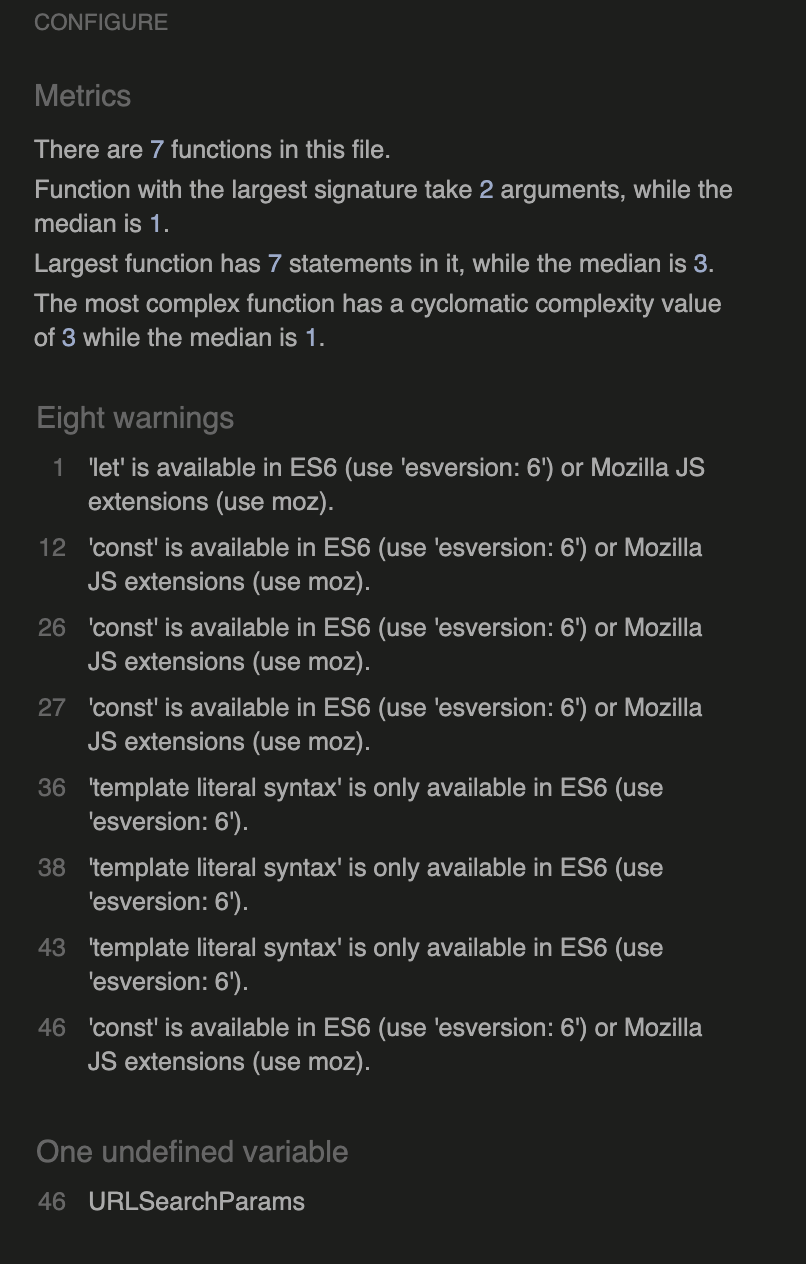 CONFIGURE
Metrics
There are 7 functions in this file.
Function with the largest signature take 2 arguments, while the
median is 1.
Largest function has 7 statements in it, while the median is 3.
The most complex function has a cyclomatic complexity value
of 3 while the median is 1.
Eight warnings
1 'let' is available in ES6 (use 'esversion: 6') or Mozilla JS
extensions (use moz).
12 'const' is available in ES6 (use 'esversion: 6') or Mozilla
JS extensions (use moz).
26 'const' is available in ES6 (use 'esversion: 6') or Mozilla
JS extensions (use moz).
27 'const' is available in ES6 (use 'esversion: 6') or Mozilla
JS extensions (use moz).
36 'template literal syntax' is only available in ES6 (use
'esversion: 6').
38 'template literal syntax' is only available in ES6 (use
'esversion: 6').
43 'template literal syntax' is only available in ES6 (use
'esversion: 6').
46 'const' is available in ES6 (use 'esversion: 6') or Mozilla
JS extensions (use moz).
One undefined variable
46 URLSearchParams